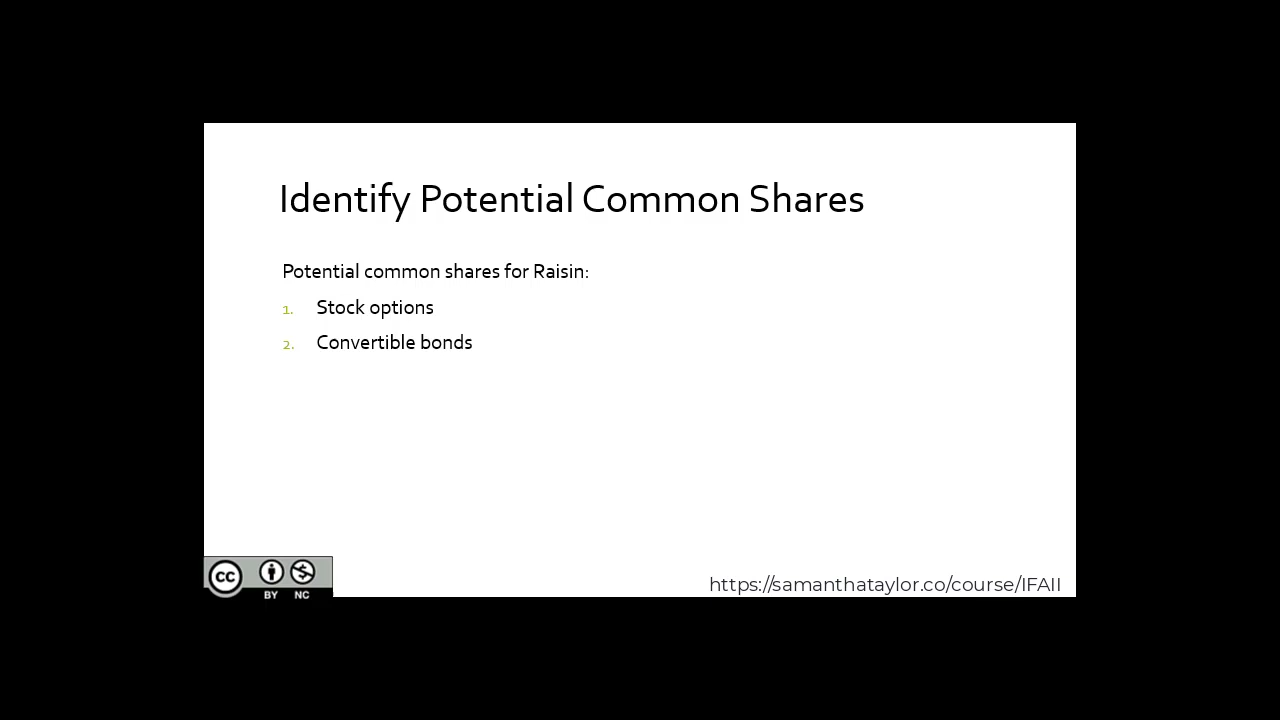 Identify Potential Common Shares
Potential common shares for Raisin:
1. Stock options
2. Convertible bonds
cc
BY NC
https://samanthataylor.co/course/IFAII